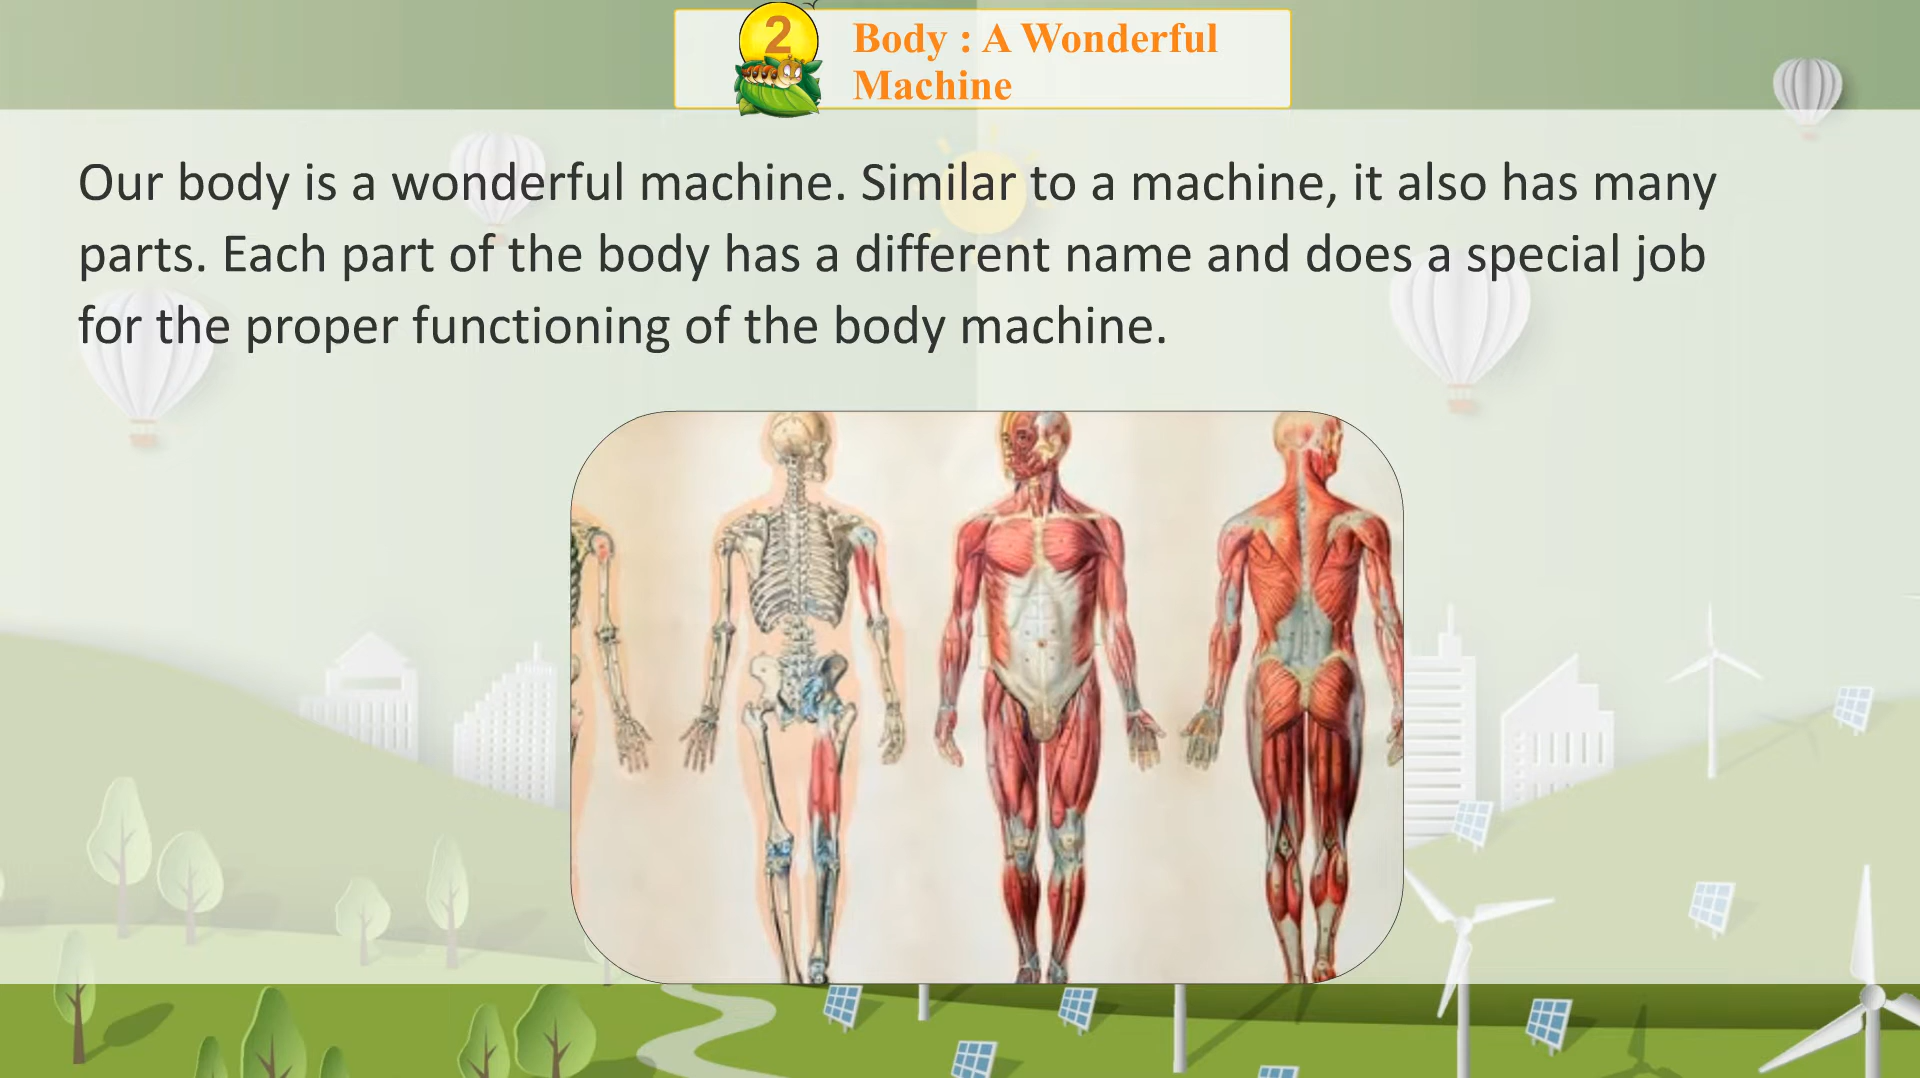 2
Body : A Wonderful
Machine
Our body is a wonderful machine. Similar to a machine, it also has many
parts. Each part of the body has a different name and does a special job
for the proper functioning of the body machine.